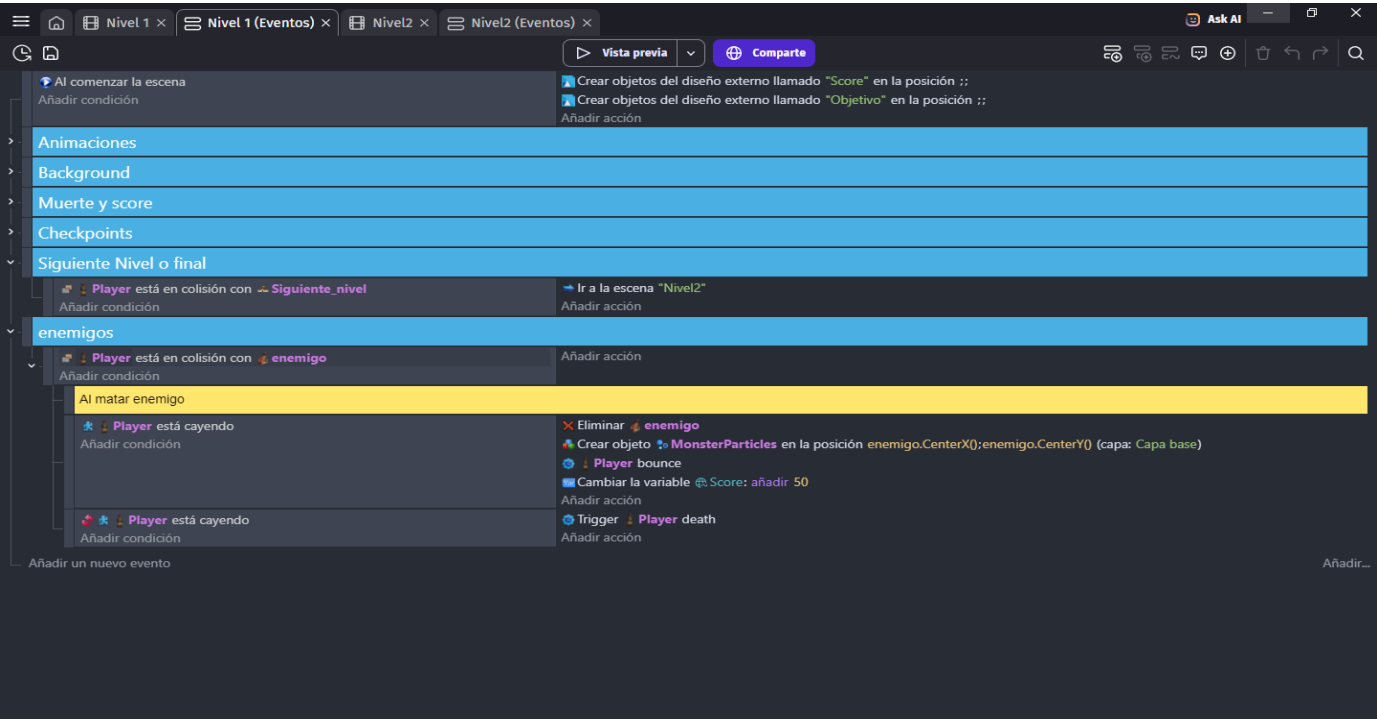 Nivel 1 × Nivel 1 (Eventos) × Nivel2 × Nivel2 (Eventos) × Ask AI
Vista previa Comparte
Al comenzar la escena
Añadir condición
Crear objetos del diseño externo llamado "Score" en la posición ;;
Crear objetos del diseño externo llamado "Objetivo" en la posición ;;
Añadir acción
Animaciones
Background
Muerte y score
Checkpoints
Siguiente Nivel o final
Player está en colisión con Siguiente_nivel
Añadir condición
Ir a la escena "Nivel2"
Añadir acción
enemigos
Player está en colisión con enemigo
Añadir condición
Añadir acción
Al matar enemigo
Player está cayendo
Añadir condición
Eliminar enemigo
Crear objeto MonsterParticles en la posición enemigo.CenterX();enemigo.CenterY() (capa: Capa base)
Player bounce
Cambiar la variable Score: añadir 50
Añadir acción
Player está cayendo
Añadir condición
Trigger Player death
Añadir acción
Añadir un nuevo evento Añadir...